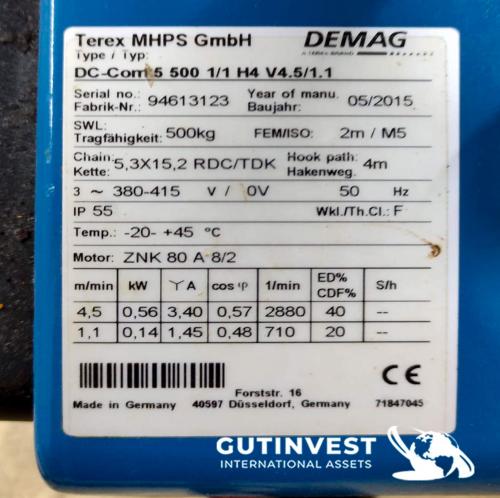 Terex MHPS GmbH DEMAG
A TEREX BRAND
Type / Typ:
DC-Com 5 500 1/1 H4 V4.5/1.1
Serial no.: 94613123 Year of manu. 05/2015
Fabrik-Nr.: Baujahr:
SWL: 500kg FEM/ISO: 2m / M5
Tragfähigkeit:
Chain: 5,3X15,2 RDC/TDK Hook path: 4m
Kette: Hakenweg.
3 ~ 380-415 V / 0V 50 Hz
IP 55 Wkl./Th.Cl.: F
Temp.: -20- +45 °C
Motor: ZNK 80 A 8/2
m/min kW Y A cos φ 1/min ED% CDF% S/h
4,5 0,56 3,40 0,57 2880 40 --
1,1 0,14 1,45 0,48 710 20 --
CE
Forststr. 16
Made in Germany 40597 Düsseldorf, Germany 71847045
GUTINVEST
INTERNATIONAL ASSETS